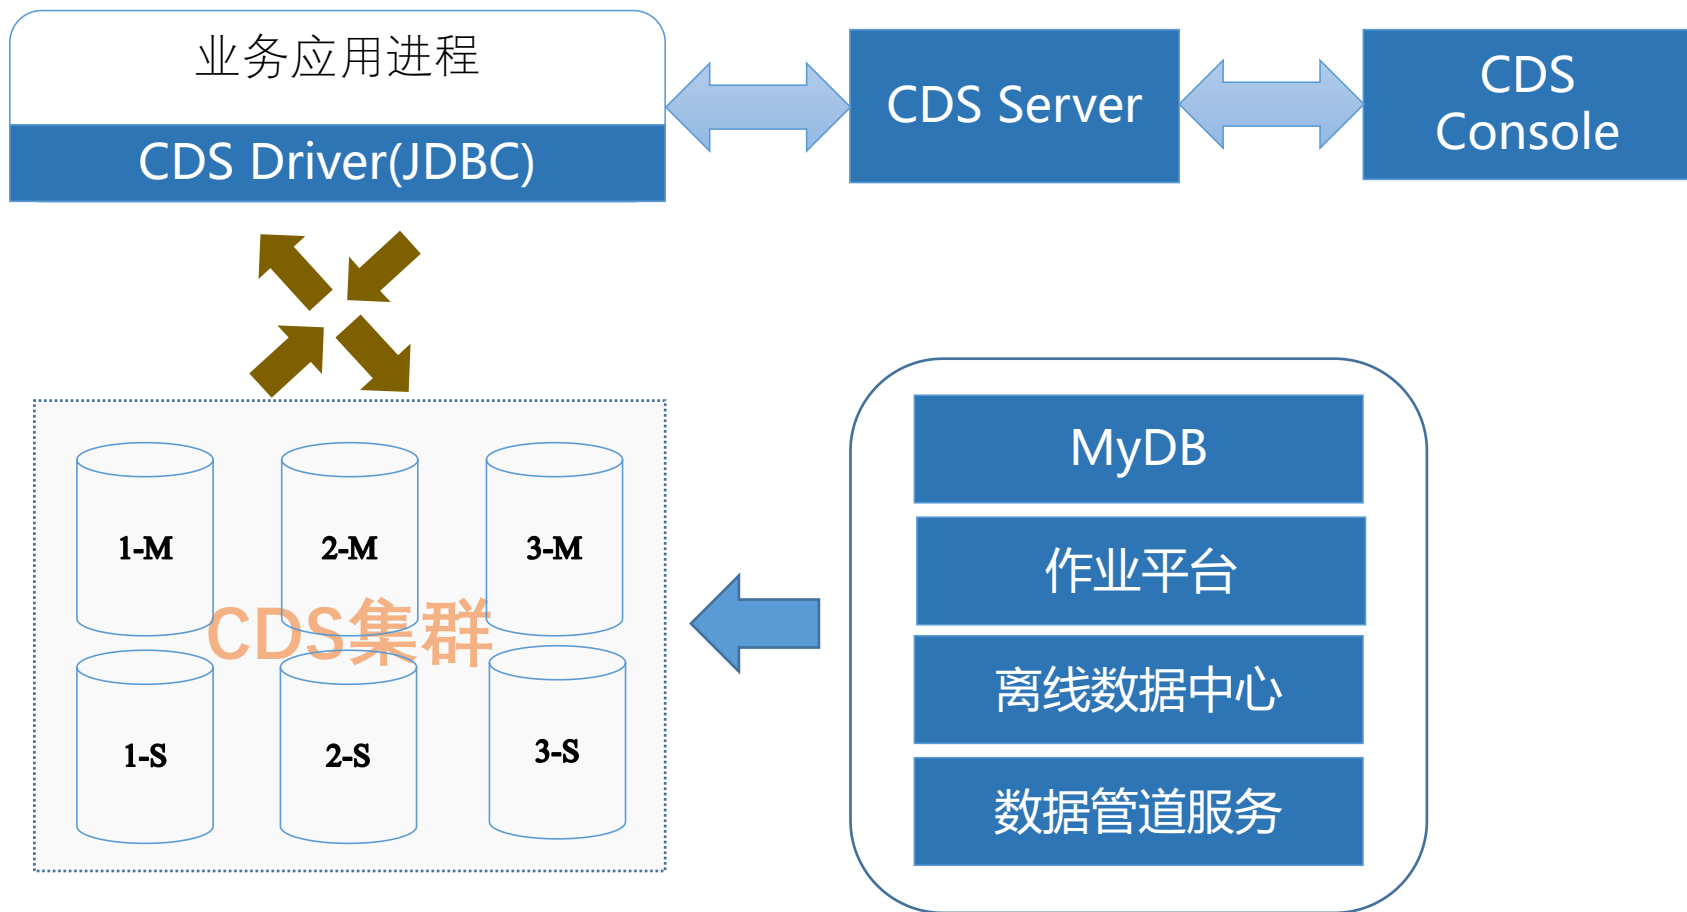 业务应用进程
CDS Driver(JDBC)
CDS Server
CDS
Console
1-M
2-M
3-M
CDS集群
1-S
2-S
3-S
MyDB
作业平台
离线数据中心
数据管道服务